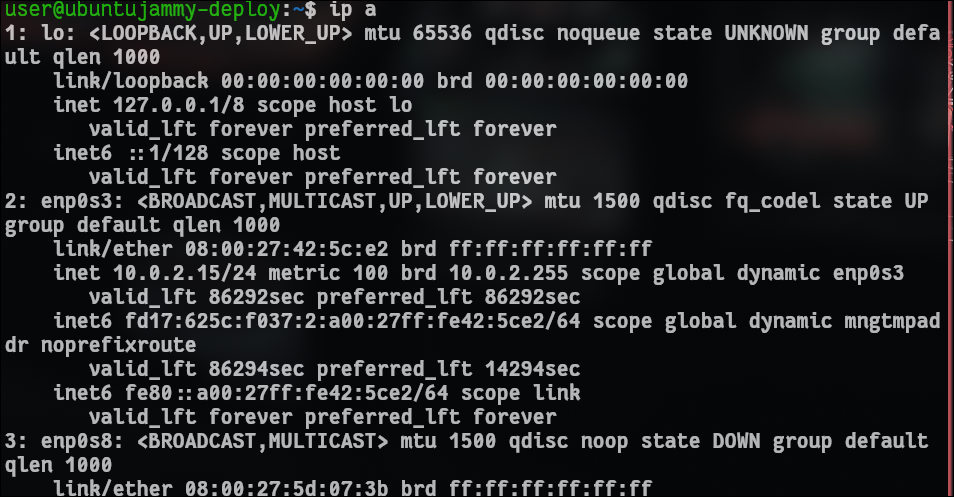 user@ubuntujammy-deploy:~$ ip a
1: lo: <LOOPBACK,UP,LOWER_UP> mtu 65536 qdisc noqueue state UNKNOWN group defa
ult qlen 1000
    link/loopback 00:00:00:00:00:00 brd 00:00:00:00:00:00
    inet 127.0.0.1/8 scope host lo
       valid_lft forever preferred_lft forever
    inet6 ::1/128 scope host
       valid_lft forever preferred_lft forever
2: enp0s3: <BROADCAST,MULTICAST,UP,LOWER_UP> mtu 1500 qdisc fq_codel state UP
group default qlen 1000
    link/ether 08:00:27:42:5c:e2 brd ff:ff:ff:ff:ff:ff
    inet 10.0.2.15/24 metric 100 brd 10.0.2.255 scope global dynamic enp0s3
       valid_lft 86292sec preferred_lft 86292sec
    inet6 fd17:625c:f037:2:a00:27ff:fe42:5ce2/64 scope global dynamic mngtmpad
dr noprefixroute
       valid_lft 86294sec preferred_lft 14294sec
    inet6 fe80::a00:27ff:fe42:5ce2/64 scope link
       valid_lft forever preferred_lft forever
3: enp0s8: <BROADCAST,MULTICAST> mtu 1500 qdisc noop state DOWN group default
qlen 1000
    link/ether 08:00:27:5d:07:3b brd ff:ff:ff:ff:ff:ff